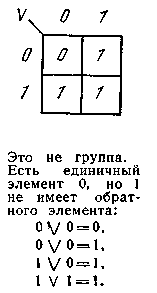 V 0 1
0 0 1
1 1 1
Это не группа.
Есть единичный
элемент 0, но 1
не имеет обрат-
ного элемента:
0 V 0=0,
0 V 0=1,
1 V 0=1,
1 V 1=1.